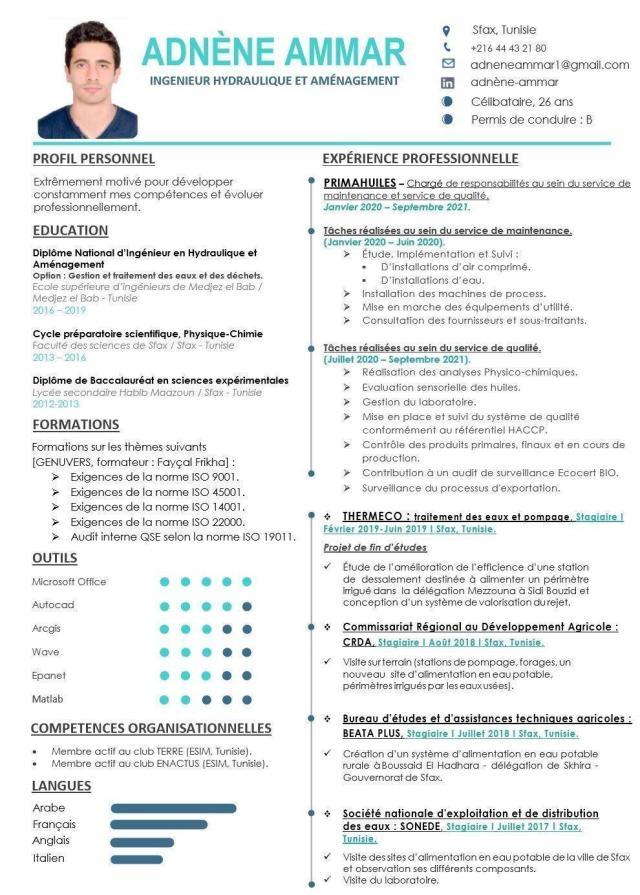 ADNÈNE AMMAR
INGENIEUR HYDRAULIQUE ET AMÉNAGEMENT
Sfax, Tunisie
+216 44 43 21 80
adneneammar1@gmail.com
in
adnène-ammar
Célibataire, 26 ans
Permis de conduire : B
PROFIL PERSONNEL
Extrêmement motivé pour développer
constamment mes compétences et évoluer
professionnellement.
EDUCATION
Diplôme National d'Ingénieur en Hydraulique et
Aménagement
Option : Gestion et traitement des eaux et des déchets.
Ecole supérieure d'ingénieurs de Medjez el Bab /
Medjez el Bab - Tunisie
2016 – 2019
Cycle préparatoire scientifique, Physique-Chimie
Faculté des sciences de Sfax / Sfax - Tunisie
2013 – 2016
Diplôme de Baccalauréat en sciences expérimentales
Lycée secondaire Habib Maazoun / Sfax - Tunisie
2012-2013
FORMATIONS
Formations sur les thèmes suivants
[GENUVERS, formateur : Fayçal Frikha] :
➢ Exigences de la norme ISO 9001.
➢ Exigences de la norme ISO 45001.
➢ Exigences de la norme ISO 14001.
➢ Exigences de la norme ISO 22000.
➢ Audit interne QSE selon la norme ISO 19011.
OUTILS
Microsoft Office
Autocad
Arcgis
Wave
Epanet
Matlab
COMPETENCES ORGANISATIONNELLES
• Membre actif au club TERRE (ESIM, Tunisie).
• Membre actif au club ENACTUS (ESIM, Tunisie).
LANGUES
Arabe
Français
Anglais
Italien
EXPÉRIENCE PROFESSIONNELLE
PRIMAHUILES – Chargé de responsabilités au sein du service de
maintenance et service de qualité.
Janvier 2020 – Septembre 2021.
Tâches réalisées au sein du service de maintenance.
(Janvier 2020 – Juin 2020).
➢ Étude, Implémentation et Suivi :
▪ D'installations d'air comprimé.
▪ D'installations d'eau.
➢ Installation des machines de process.
➢ Mise en marche des équipements d'utilité.
➢ Consultation des fournisseurs et sous-traitants.
Tâches réalisées au sein du service de qualité.
(Juillet 2020 – Septembre 2021).
➢ Réalisation des analyses Physico-chimiques.
➢ Evaluation sensorielle des huiles.
➢ Gestion du laboratoire.
➢ Mise en place et suivi du système de qualité
conformément au référentiel HACCP.
➢ Contrôle des produits primaires, finaux et en cours de
production.
➢ Contribution à un audit de surveillance Ecocert BIO.
➢ Surveillance du processus d'exportation.
❖ THERMECO : traitement des eaux et pompage. Stagiaire I
Février 2019-Juin 2019 I Sfax, Tunisie.
Projet de fin d'études
✓ Étude de l'amélioration de l'efficience d'une station
de dessalement destinée à alimenter un périmètre
irrigué dans la délégation Mezzouna à Sidi Bouzid et
conception d'un système de valorisation du rejet.
❖ Commissariat Régional au Développement Agricole :
CRDA, Stagiaire I Août 2018 I Sfax, Tunisie.
✓ Visite sur terrain (stations de pompage, forages, un
nouveau site d'alimentation en eau potable,
périmètres irrigués par les eaux usées).
❖ Bureau d'études et d'assistances techniques agricoles :
BEATA PLUS, Stagiaire I Juillet 2018 I Sfax, Tunisie.
✓ Création d'un système d'alimentation en eau potable
rurale à Boussaid El Hadhara - délégation de Skhira -
Gouvernorat de Sfax.
❖ Société nationale d'exploitation et de distribution
des eaux : SONEDE, Stagiaire I Juillet 2017 I Sfax,
Tunisie.
✓ Visite des sites d'alimentation en eau potable de la ville de Sfax
et observation ses différents composants.
✓ Visite du laboratoire.